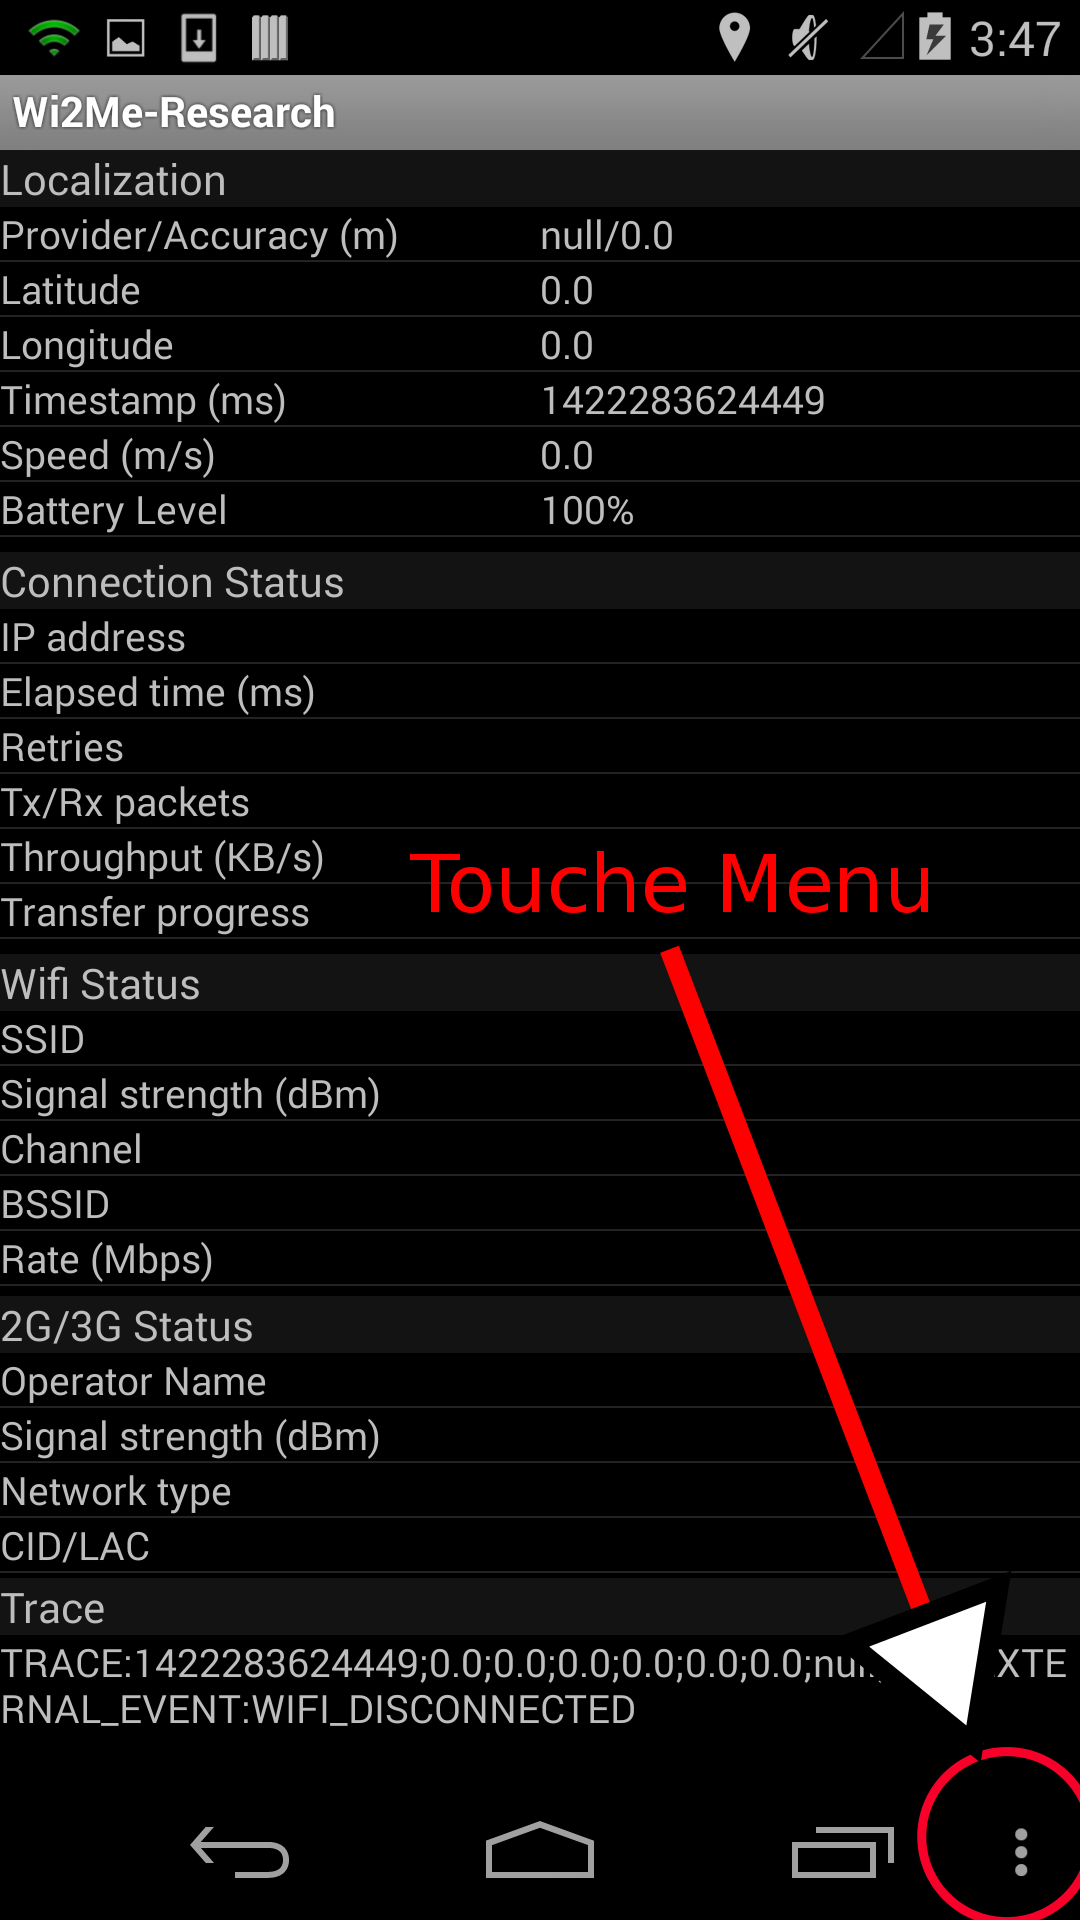 3:47
Wi2Me-Research
Localization
Provider/Accuracy (m) null/0.0
Latitude 0.0
Longitude 0.0
Timestamp (ms) 1422283624449
Speed (m/s) 0.0
Battery Level 100%
Connection Status
IP address
Elapsed time (ms)
Retries
Tx/Rx packets
Throughput (KB/s)
Touche Menu
Transfer progress
Wifi Status
SSID
Signal strength (dBm)
Channel
BSSID
Rate (Mbps)
2G/3G Status
Operator Name
Signal strength (dBm)
Network type
CID/LAC
Trace
TRACE:1422283624449;0.0;0.0;0.0;0.0;0.0;0.0; XTE
RNAL_EVENT:WIFI_DISCONNECTED